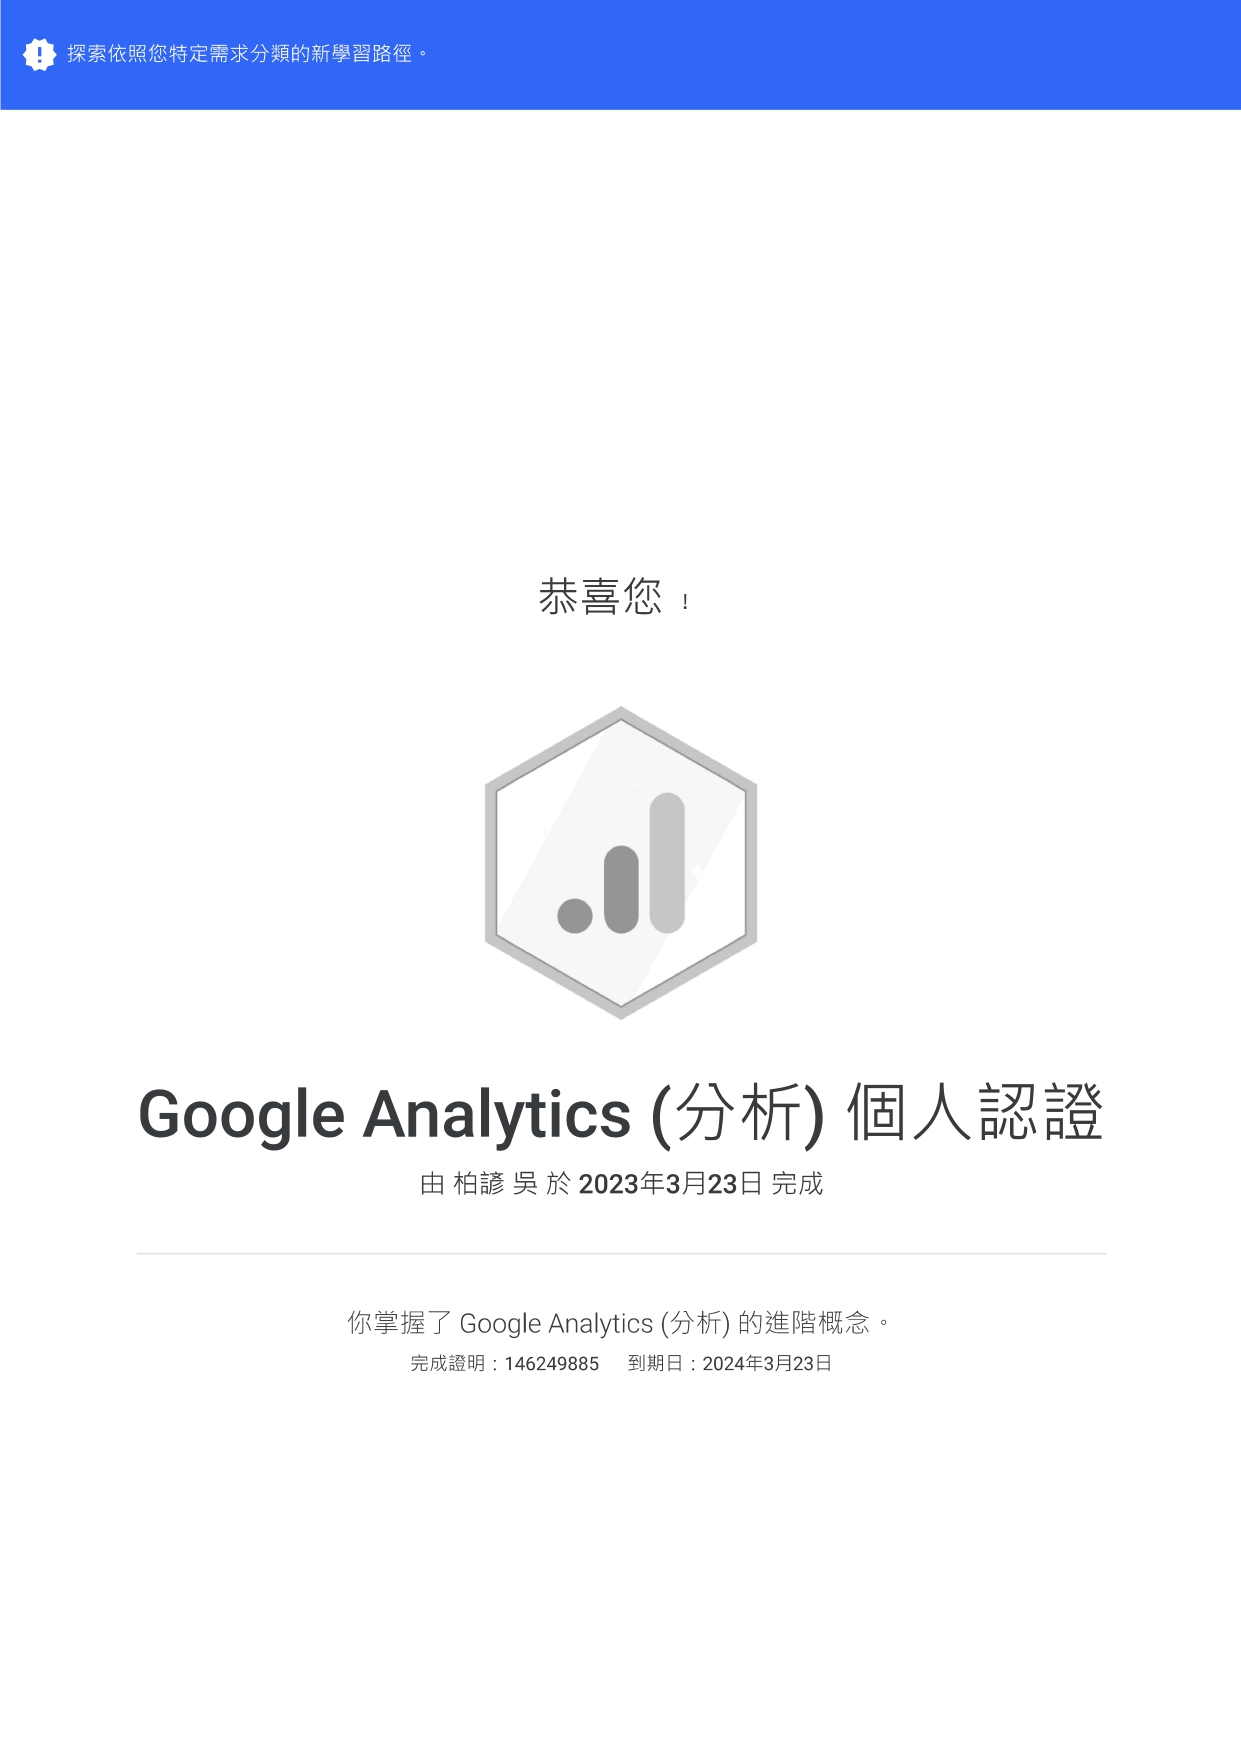 探索依照您特定需求分類的新學習路徑。
恭喜您！
Google Analytics (分析) 個人認證
由 柏諺 吳 於 2023年3月23日 完成
你掌握了 Google Analytics (分析) 的進階概念。
完成證明：146249885 到期日：2024年3月23日